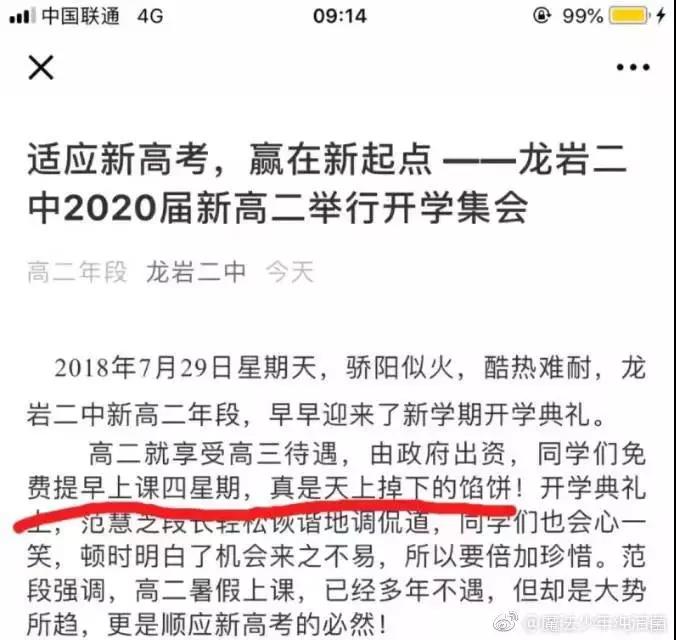 中国联通 4G 09:14 99%
适应新高考，赢在新起点 ——龙岩二
中2020届新高二举行开学集会
高二年段 龙岩二中 今天
2018年7月29日星期天，骄阳似火，酷热难耐，龙
岩二中新高二年段，早早迎来了新学期开学典礼。
高二就享受高三待遇，由政府出资，同学们免
费提早上课四星期，真是天上掉下的馅饼！开学典礼
上，范慧芝段长轻松诙谐地调侃道，同学们也会心一
笑，顿时明白了机会来之不易，所以要倍加珍惜。范
段强调，高二暑假上课，已经多年不遇，但却是大势
所趋，更是顺应新高考的必然！
@魔法少年纯洁菌